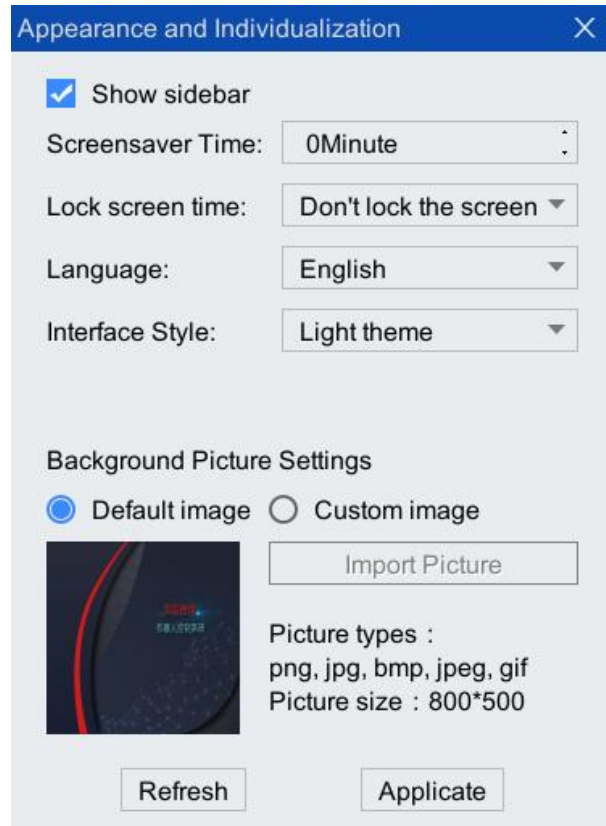 Appearance and Individualization
Show sidebar
Screensaver Time: 0Minute
Lock screen time: Don't lock the screen
Language: English
Interface Style: Light theme
Background Picture Settings
Default image Custom image
Import Picture
Picture types :
png, jpg, bmp, jpeg, gif
Picture size : 800*500
Refresh Applicate